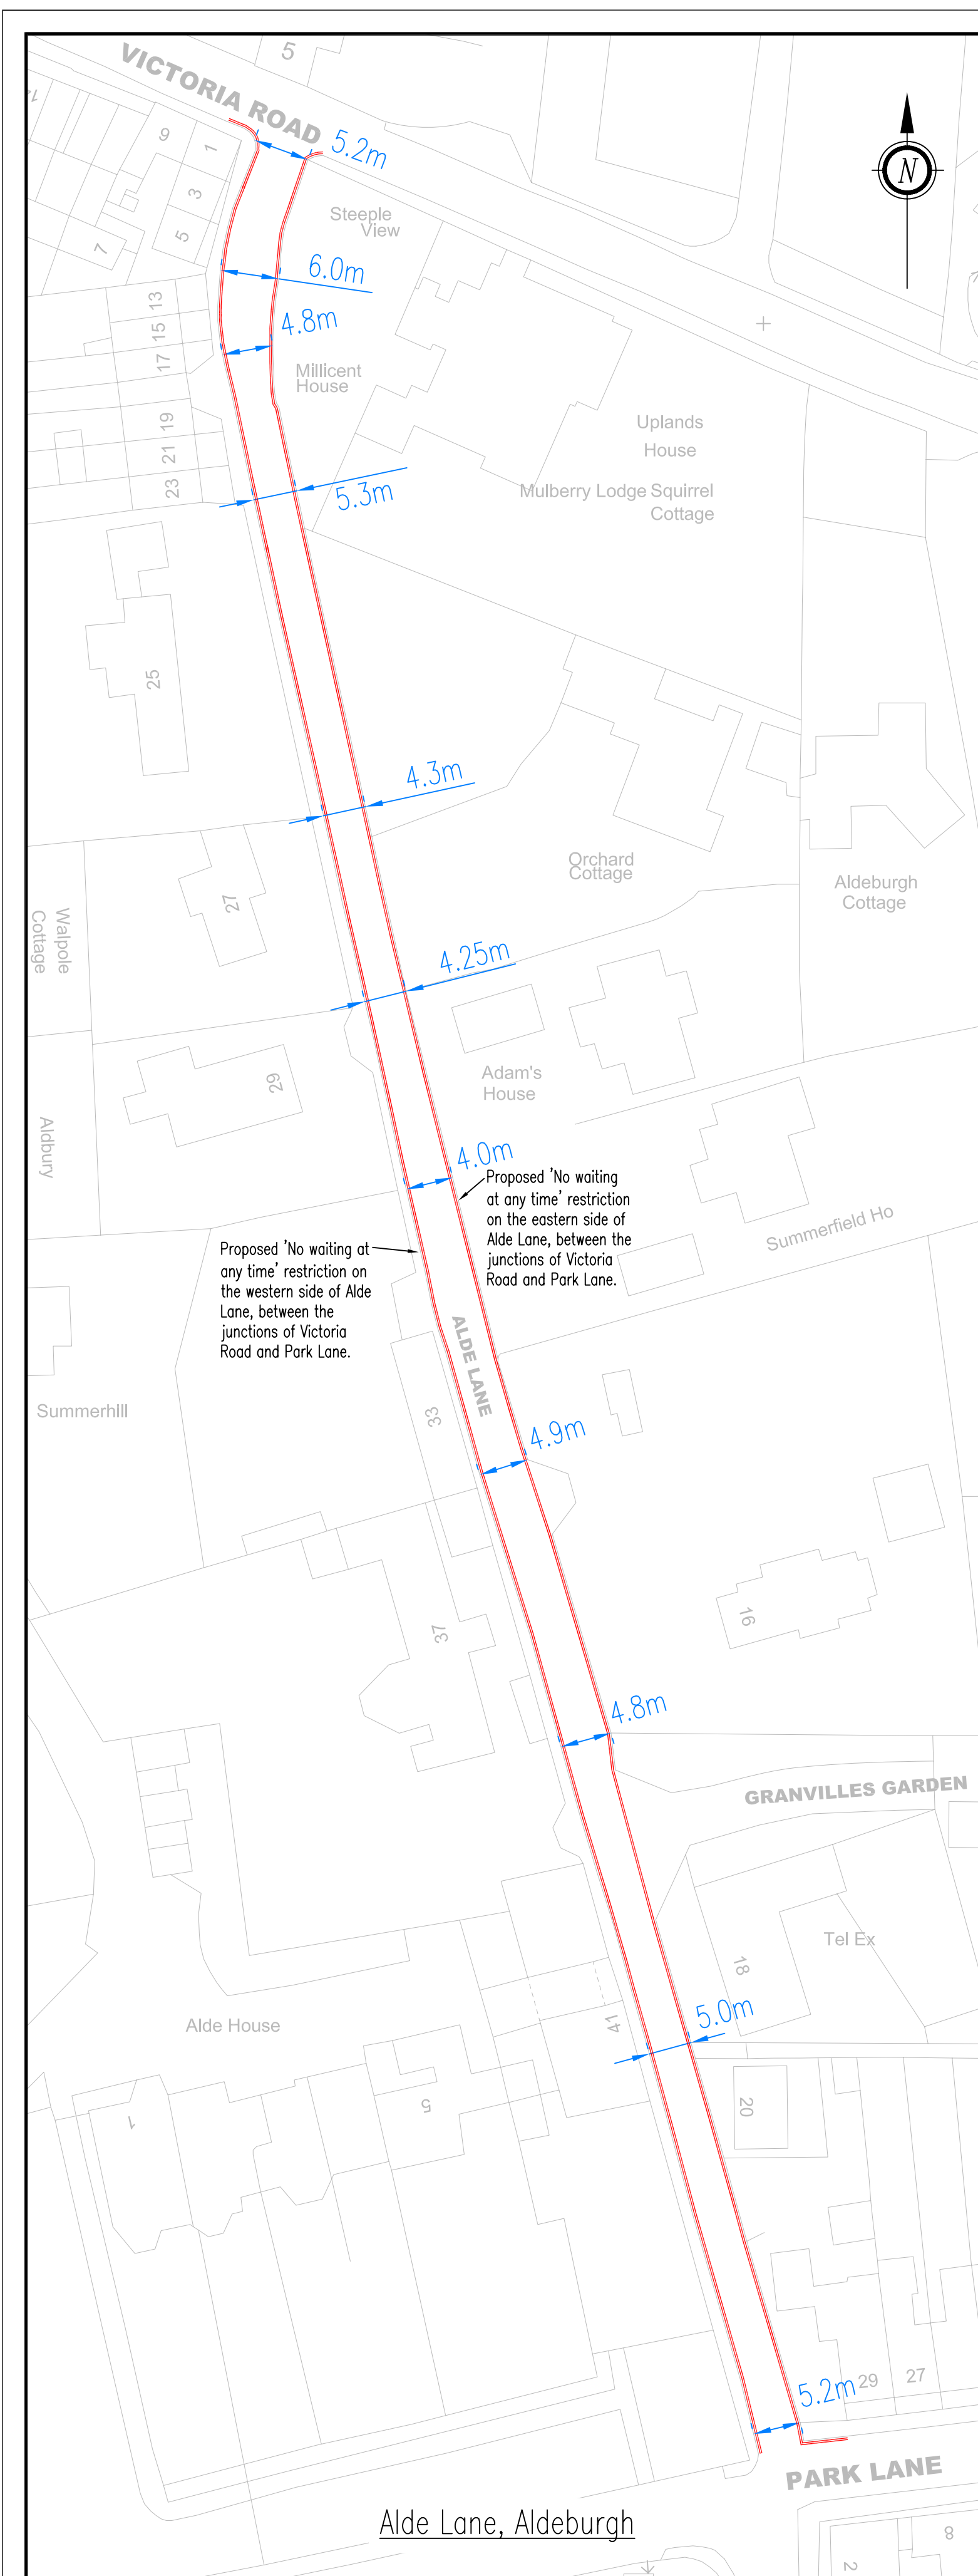 VICTORIA ROAD
5
5.2m
N
9
1
3
5
7
Steeple
View
6.0m
13
4.8m
15
17
Millicent
House
19
21
23
Uplands
House
5.3m
Mulberry Lodge Squirrel
Cottage
25
4.3m
Orchard
Cottage
Aldeburgh
Cottage
27
Walpole
Cottage
4.25m
29
Adam's
House
Aldbury
4.0m
Proposed 'No waiting
at any time' restriction
on the eastern side of
Alde Lane, between the
junctions of Victoria
Road and Park Lane.
Summerfield Ho
Proposed 'No waiting at
any time' restriction on
the western side of Alde
Lane, between the
junctions of Victoria
Road and Park Lane.
ALDE LANE
Summerhill
33
4.9m
16
37
4.8m
GRANVILLES GARDEN
Tel Ex
18
5.0m
41
Alde House
1
5
20
5.2m
29
27
PARK LANE
Alde Lane, Aldeburgh
8
2